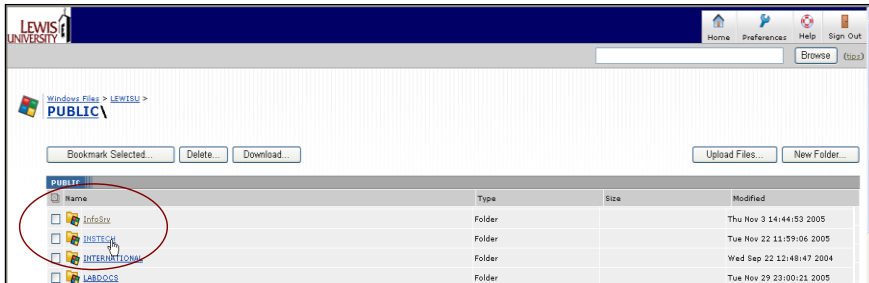 LEWIS
UNIVERSITY
Home Preferences Help Sign Out
Browse (tips)
Windows Files > LEWISU >
PUBLIC\
Bookmark Selected... Delete... Download... Upload Files... New Folder...
PUBLIC
Name Type Size Modified
InfoSrv Folder Thu Nov 3 14:44:53 2005
INSTECH Folder Tue Nov 22 11:59:06 2005
INTERNATIONAL Folder Wed Sep 22 12:48:47 2004
LABDOCS Folder Tue Nov 29 23:00:21 2005